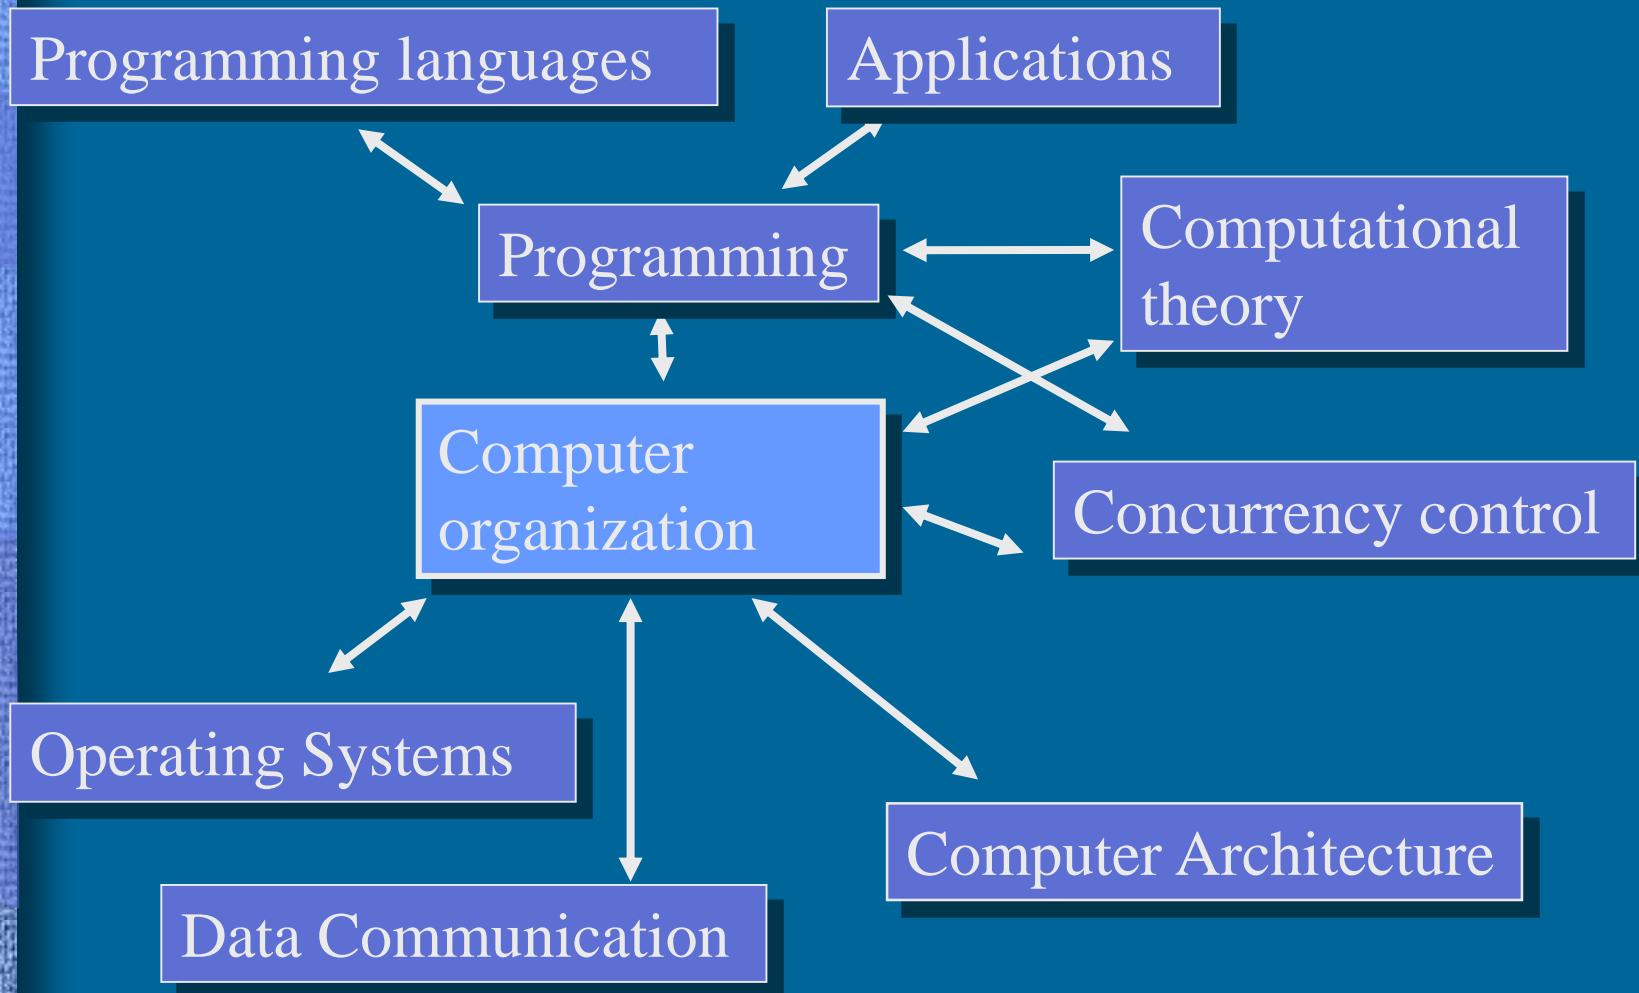 Programming languages
Applications
Programming
Computational
theory
Computer
organization
Concurrency control
Operating Systems
Computer Architecture
Data Communication